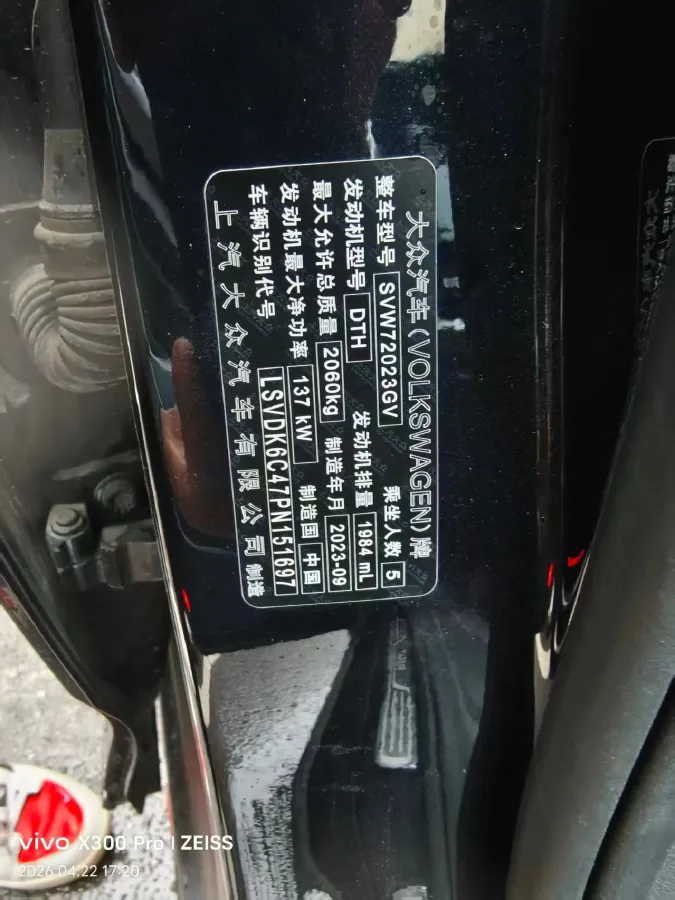 大众汽车(VOLKSWAGEN)牌
整车型号 SVW72023GV 乘坐人数 5
发动机型号 DTH 发动机排量 1984 mL
最大允许总质量 2060kg 制造年月 2023-09
发动机最大净功率 137 kW 制造国 中国
车辆识别代号 LSVDK6C47PN151697
上汽大众汽车有限公司 制造
vivo X300 Pro | ZEISS
2026.04.22 17:20